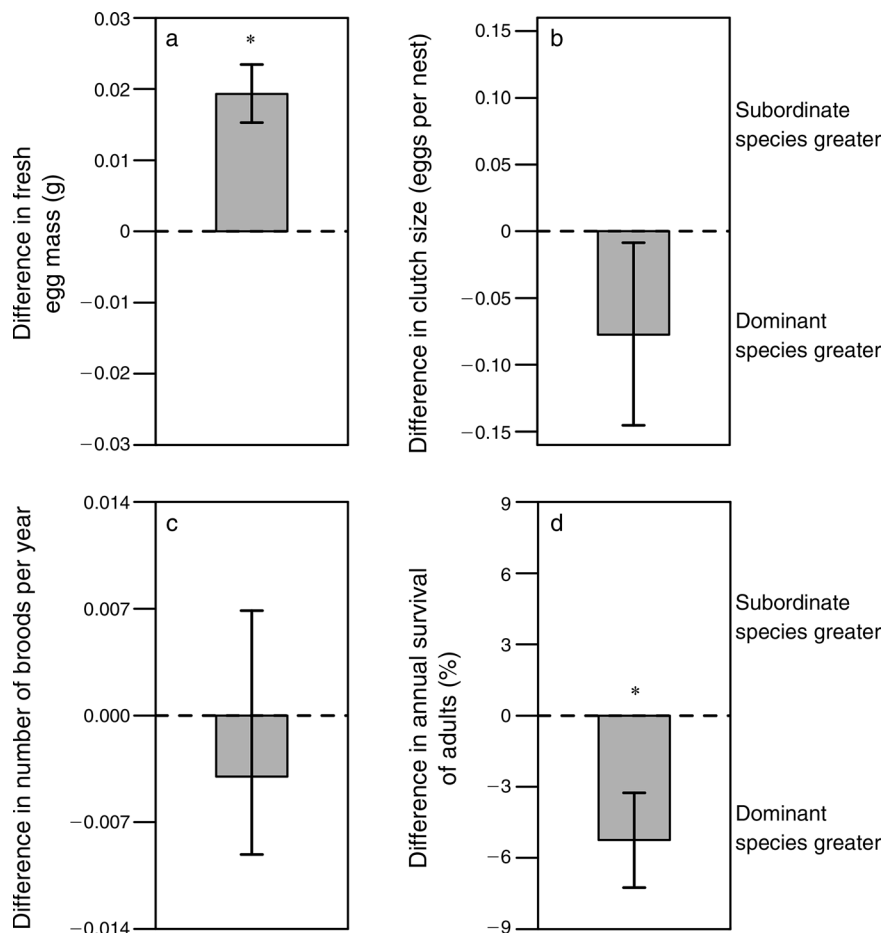 a
*
Difference in fresh
egg mass (g)
0.03
0.02
0.01
0
−0.01
−0.02
−0.03
b
Difference in clutch size (eggs per nest)
0.15
0.10
0.05
0
−0.05
−0.10
−0.15
Subordinate
species greater
Dominant
species greater
c
Difference in number of broods per year
0.014
0.007
0.000
−0.007
−0.014
d
*
Difference in annual survival
of adults (%)
9
6
3
0
−3
−6
−9
Subordinate
species greater
Dominant
species greater